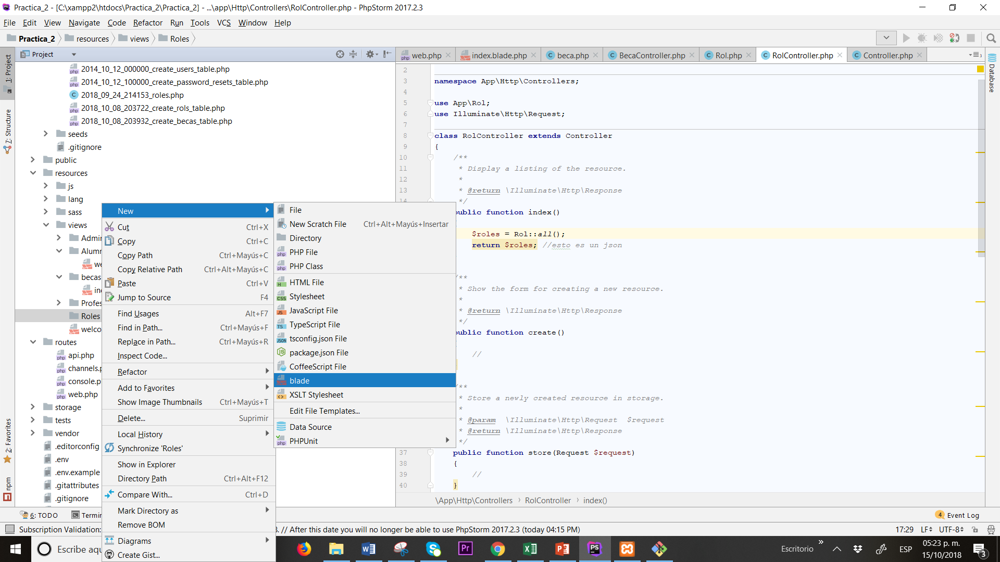 Practica_2 - [C:\xampp2\htdocs\Practica_2\Practica_2] - ...\app\Http\Controllers\RolController.php - PhpStorm 2017.2.3
File Edit View Navigate Code Refactor Run Tools VCS Window Help
Practica_2 resources views Roles
Project
web.php index.blade.php beca.php BecaController.php Rol.php RolController.php Controller.php
1: Project
7: Structure
2: Favorites
npm
Database
2014_10_12_000000_create_users_table.php
2014_10_12_100000_create_password_resets_table.php
2018_09_24_214153_roles.php
2018_10_08_203722_create_rols_table.php
2018_10_08_203932_create_becas_table.php
seeds
.gitignore
public
resources
js
lang
sass
views
Admi
Alum
we
becas
in
Profes
Roles
welco
routes
api.php
channels.p
console.p
web.php
storage
tests
vendor
.editorconfig
.env
.env.example
.gitattributes
.gitignore
New
Cut Ctrl+X
Copy Ctrl+C
Copy Path Ctrl+Mayús+C
Copy Relative Path Ctrl+Alt+Mayús+C
Paste Ctrl+V
Jump to Source F4
Find Usages Alt+F7
Find in Path... Ctrl+Mayús+F
Replace in Path... Ctrl+Mayús+R
Inspect Code...
Refactor
Add to Favorites
Show Image Thumbnails Ctrl+Mayús+T
Delete... Suprimir
Local History
Synchronize 'Roles'
Show in Explorer
Directory Path Ctrl+Alt+F12
Compare With... Ctrl+D
Mark Directory as
Remove BOM
Diagrams
Create Gist...
File
New Scratch File Ctrl+Alt+Mayús+Insertar
Directory
PHP File
PHP Class
HTML File
Stylesheet
JavaScript File
TypeScript File
tsconfig.json File
package.json File
CoffeeScript File
blade
XSLT Stylesheet
Edit File Templates...
Data Source
PHPUnit
2
3 namespace App\Http\Controllers;
4
5 use App\Rol;
6 use Illuminate\Http\Request;
7
8 class RolController extends Controller
9 {
10 /**
11 * Display a listing of the resource.
12 *
13 * @return \Illuminate\Http\Response
14 */
public function index()
$roles = Rol::all();
return $roles; //esto es un json
/**
* Show the form for creating a new resource.
*
* @return \Illuminate\Http\Response
*/
public function create()
//
/**
* Store a newly created resource in storage.
*
* @param \Illuminate\Http\Request $request
* @return \Illuminate\Http\Response
*/
37 public function store(Request $request)
38 {
39 //
40 }
\App\Http\Controllers › RolController › index()
6: TODO Termin
4 Event Log
Subscription Validation: 3. // After this date you will no longer be able to use PhpStorm 2017.2.3 (today 04:15 PM)
17:29 LF UTF-8
Escribe aqu
Escritorio
ESP
05:23 p. m.
15/10/2018
3